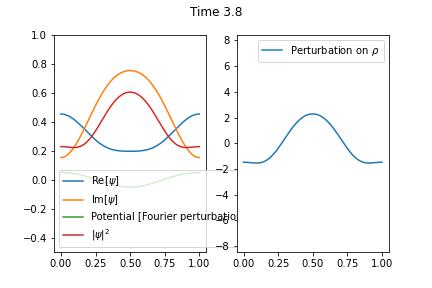 Time 3.8
1.0
0.8
0.6
0.4
0.2
0.0
−0.2
−0.4
0.00 0.25 0.50 0.75 1.00
Re[ψ]
Im[ψ]
Potential [Fourier perturbatio
|ψ|²
8
6
4
2
0
−2
−4
−6
−8
0.00 0.25 0.50 0.75 1.00
Perturbation on ρ